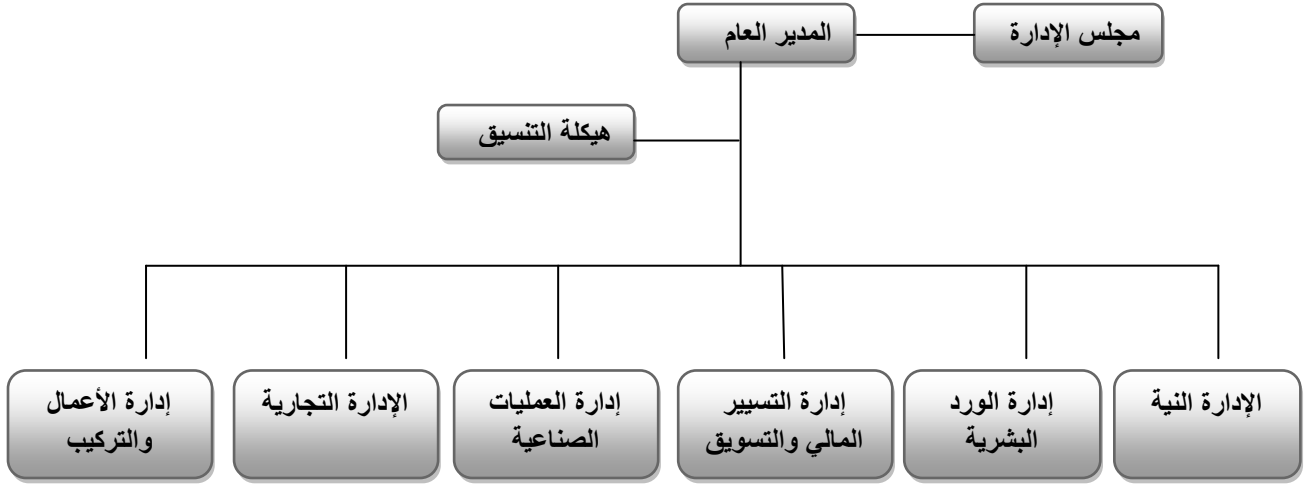 مجلس الإدارة
المدير العام
هيكلة التنسيق
الإدارة النية
إدارة الورد
البشرية
إدارة التسيير
المالي والتسويق
إدارة العمليات
الصناعية
الإدارة التجارية
إدارة الأعمال
والتركيب